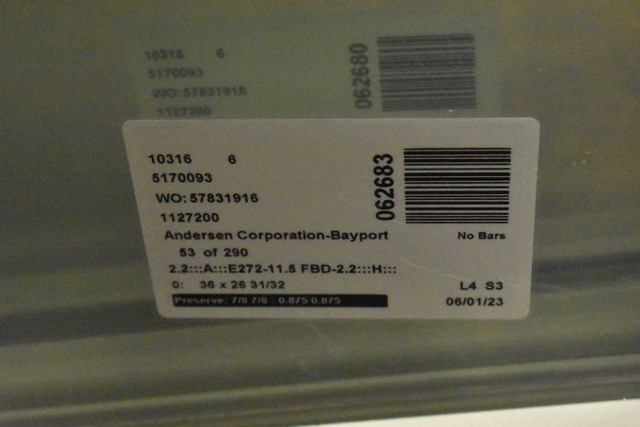 10316 6
5170093
WO: 57831916
1127200
062680
10316 6
5170093
WO: 57831916
1127200
062683
Andersen Corporation-Bayport
No Bars
53 of 290
2.2:::A:::E272-11.5 FBD-2.2:::H:::
0: 36 x 26 31/32
L4 S3
Preserve: 7/8 7/8 : 0.875 0.875
06/01/23